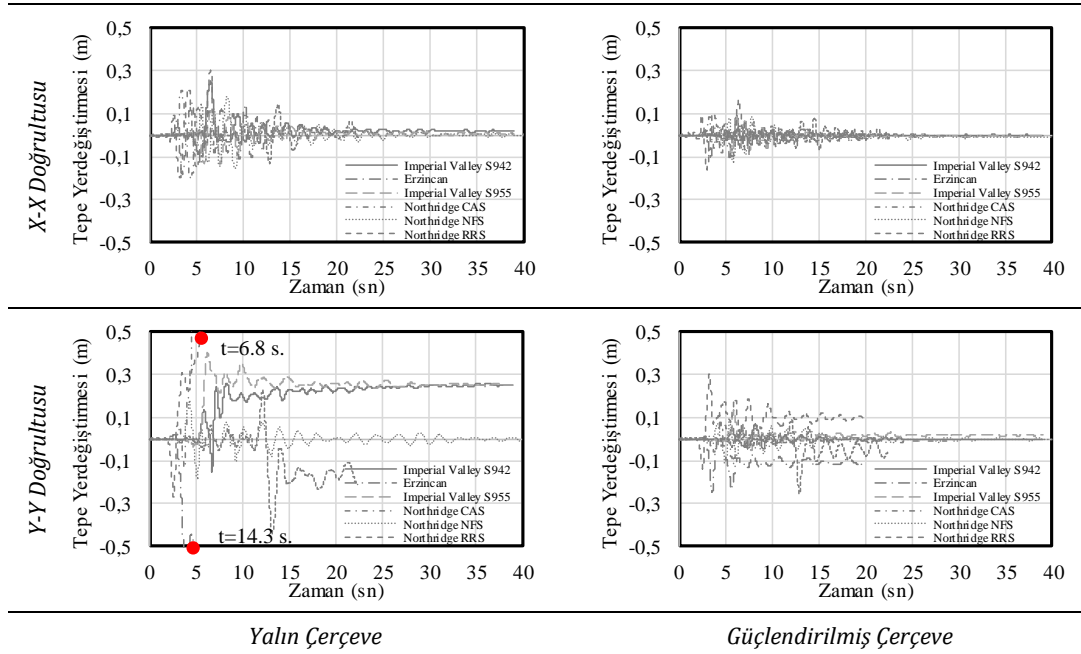 X-X Doğrultusu
Tepe Yerdeğiştirmesi (m)
0,5
0,3
0,1
-0,1
-0,3
-0,5
Imperial Valley S942
Erzincan
Imperial Valley S955
Northridge CAS
Northridge NFS
Northridge RRS
0 5 10 15 20 25 30 35 40
Zaman (sn)
Tepe Yerdeğiştirmesi (m)
0,5
0,3
0,1
-0,1
-0,3
-0,5
Imperial Valley S942
Erzincan
Imperial Valley S955
Northridge CAS
Northridge NFS
Northridge RRS
0 5 10 15 20 25 30 35 40
Zaman (sn)
Y-Y Doğrultusu
Tepe Yerdeğiştirmesi (m)
0,5
0,3
0,1
-0,1
-0,3
-0,5
t=6.8 s.
t=14.3 s.
Imperial Valley S942
Erzincan
Imperial Valley S955
Northridge CAS
Northridge NFS
Northridge RRS
0 5 10 15 20 25 30 35 40
Zaman (sn)
Tepe Yerdeğiştirmesi (m)
0,5
0,3
0,1
-0,1
-0,3
-0,5
Imperial Valley S942
Erzincan
Imperial Valley S955
Northridge CAS
Northridge NFS
Northridge RRS
0 5 10 15 20 25 30 35 40
Zaman (sn)
Yalın Çerçeve
Güçlendirilmiş Çerçeve